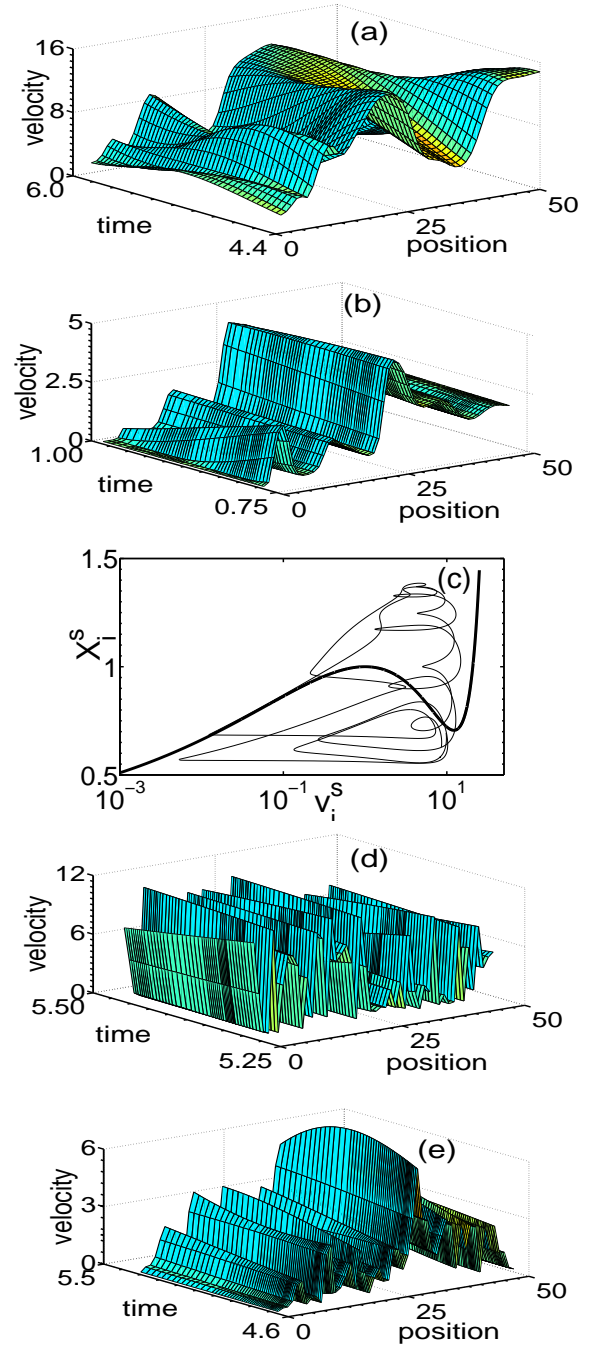 (a)
16
8
0
velocity
6.0
time
4.4
0
25
position
50
(b)
5
2.5
0
velocity
1.00
time
0.75
0
25
position
50
(c)
1.5
1
0.5
X_i^s
10^-3
10^-1
v_i^s
10^1
(d)
12
6
0
velocity
5.50
time
5.25
0
25
position
50
(e)
6
3
0
velocity
5.5
time
4.6
0
25
position
50